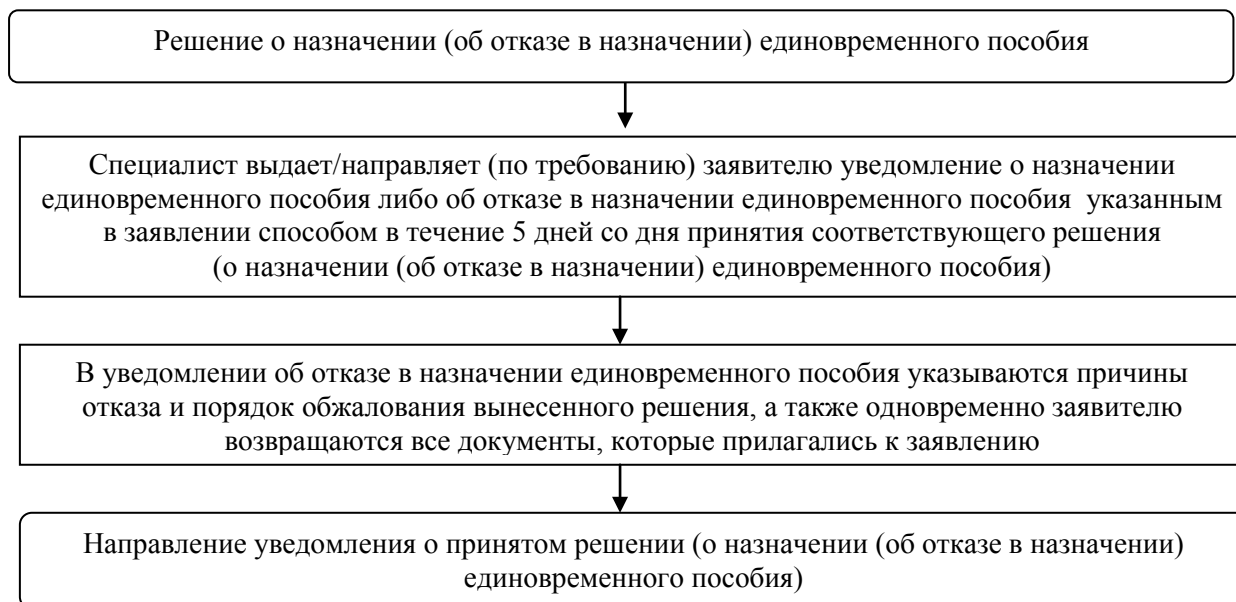 Решение о назначении (об отказе в назначении) единовременного пособия
Специалист выдает/направляет (по требованию) заявителю уведомление о назначении
единовременного пособия либо об отказе в назначении единовременного пособия  указанным
в заявлении способом в течение 5 дней со дня принятия соответствующего решения
(о назначении (об отказе в назначении) единовременного пособия)
В уведомлении об отказе в назначении единовременного пособия указываются причины
отказа и порядок обжалования вынесенного решения, а также одновременно заявителю
возвращаются все документы, которые прилагались к заявлению
Направление уведомления о принятом решении (о назначении (об отказе в назначении)
единовременного пособия)